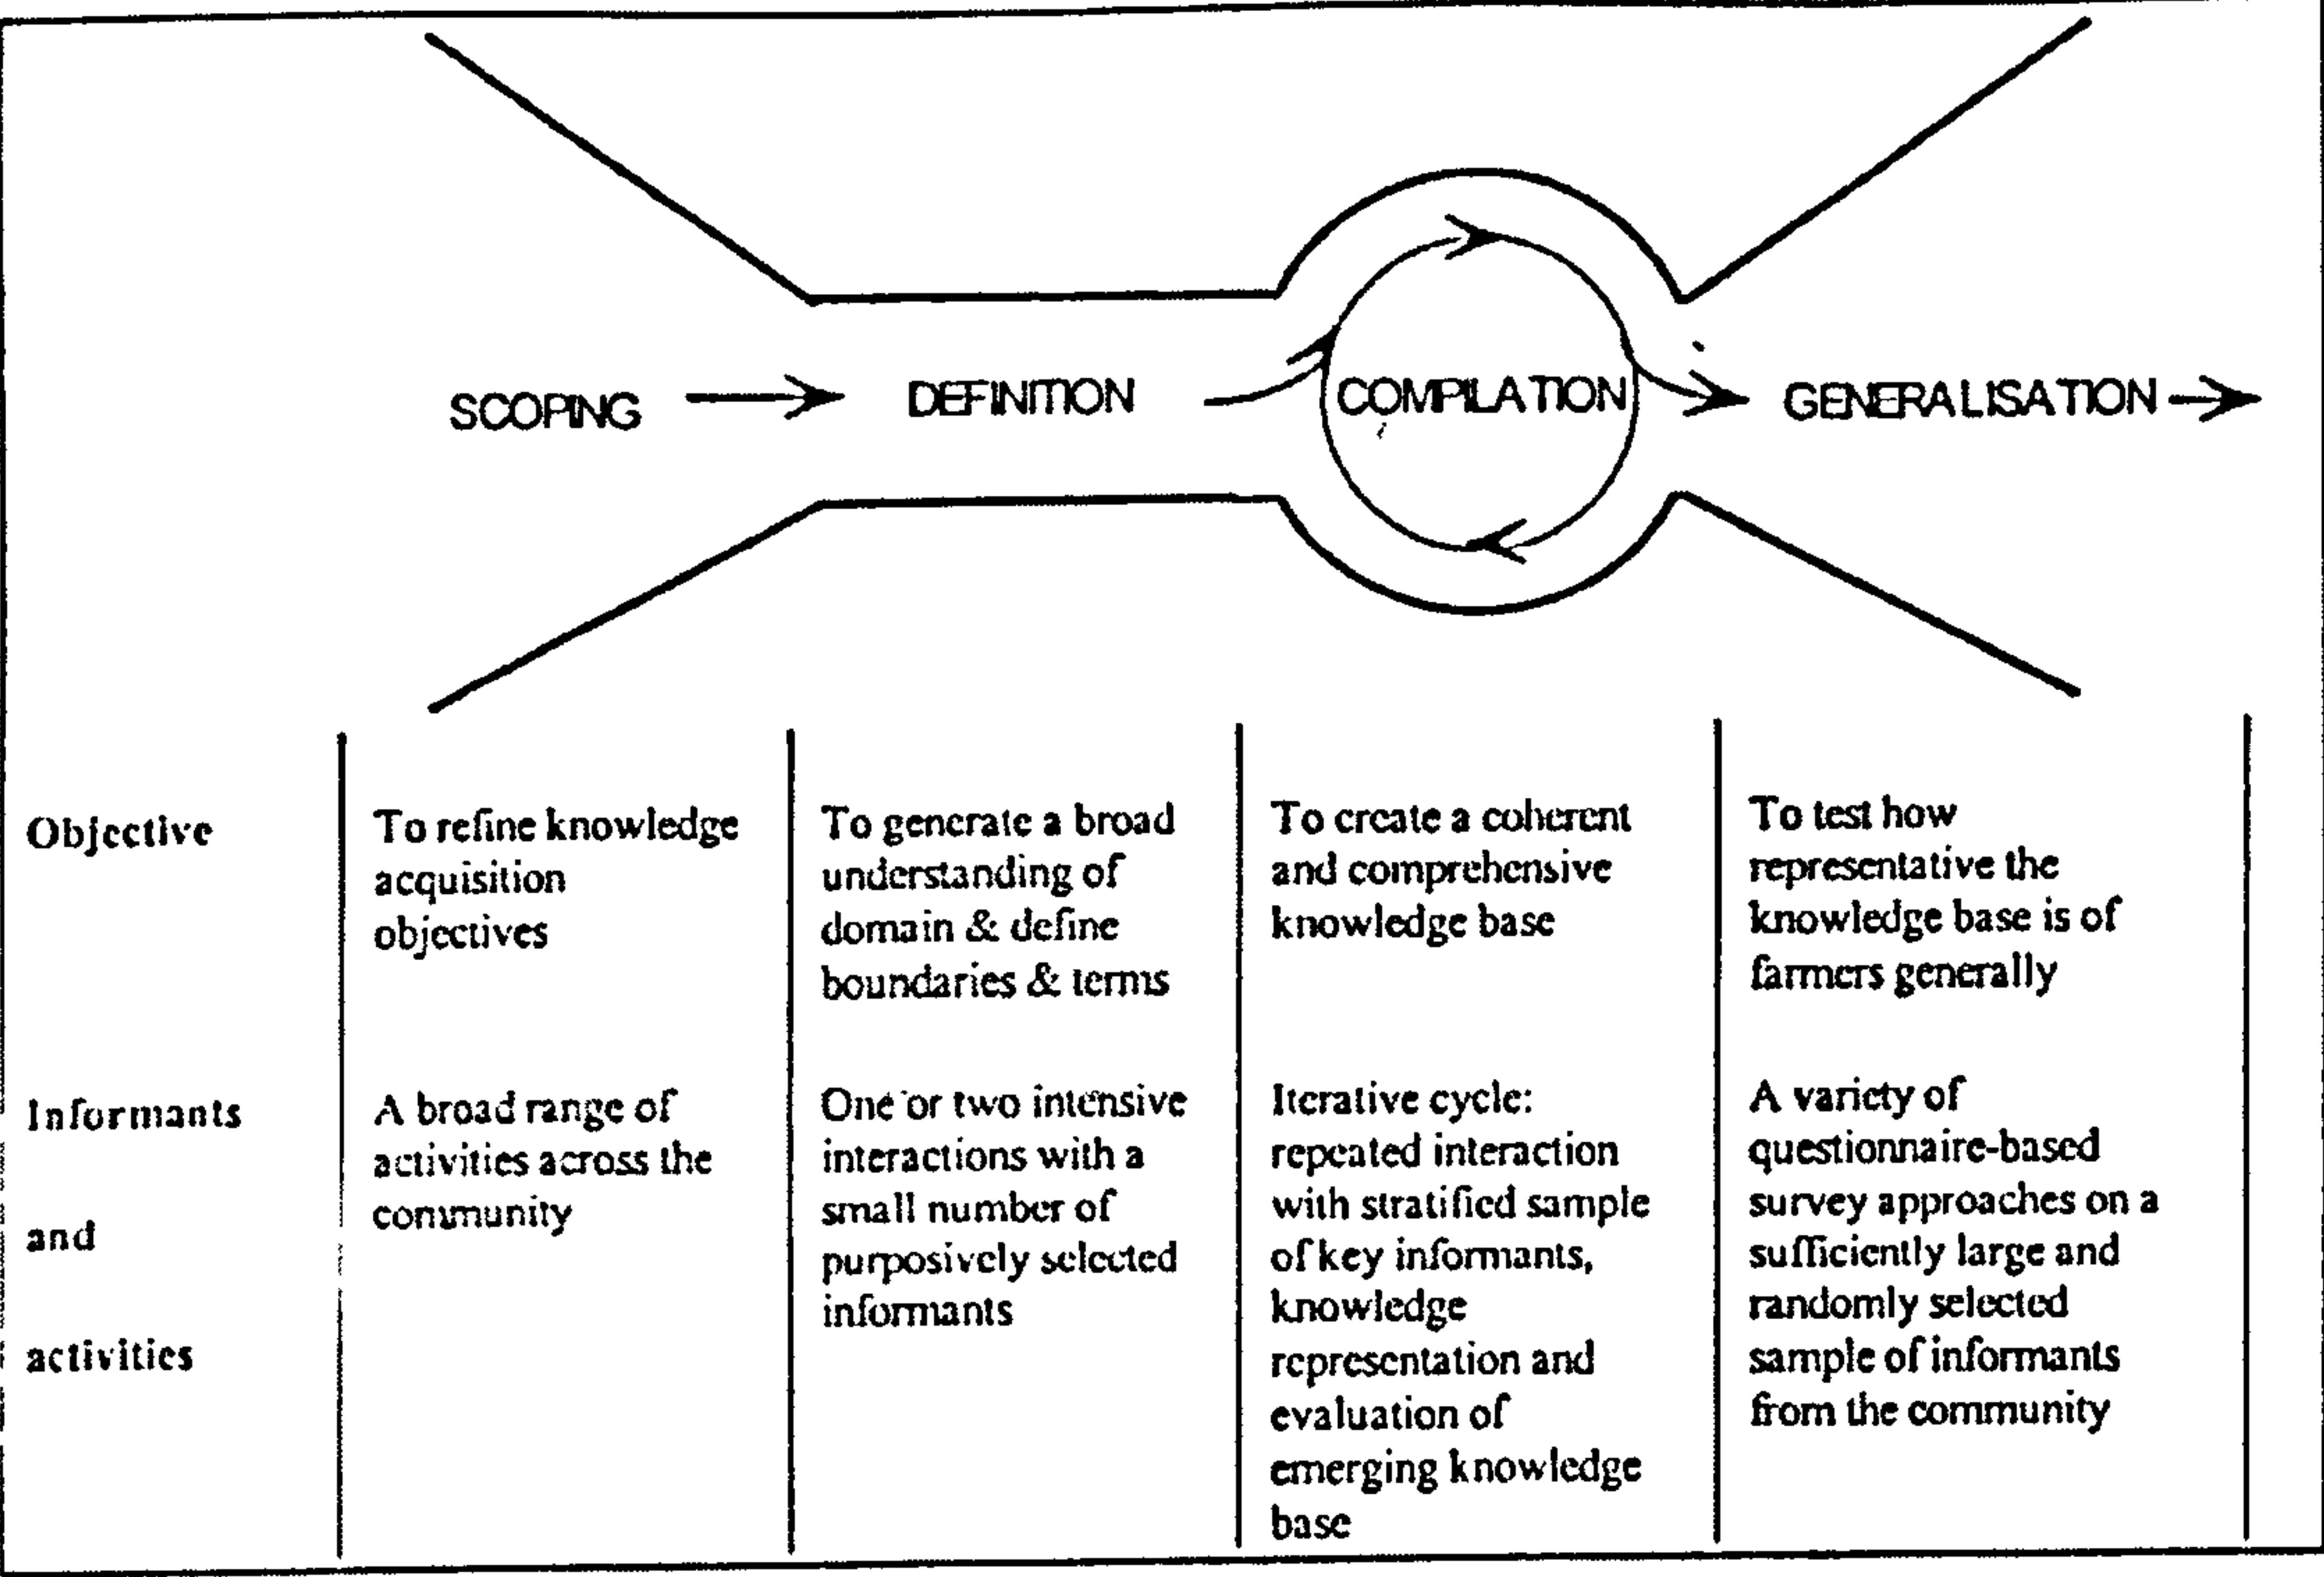 SCOPING
DEFINITION
COMPILATION
GENERALISATION
Objective
To refine knowledge
acquisition
objectives
To generate a broad
understanding of
domain & define
boundaries & terms
To create a coherent
and comprehensive
knowledge base
To test how
representative the
knowledge base is of
farmers generally
Informants
and
activities
A broad range of
activities across the
community
One or two intensive
interactions with a
small number of
purposively selected
informants
Iterative cycle:
repeated interaction
with stratified sample
of key informants,
knowledge
representation and
evaluation of
emerging knowledge
base
A variety of
questionnaire-based
survey approaches on a
sufficiently large and
randomly selected
sample of informants
from the community